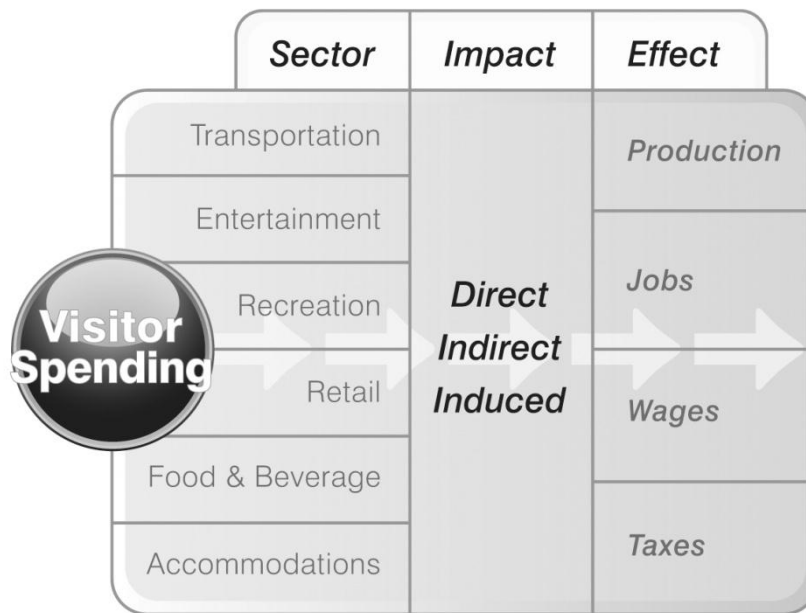 Sector
Impact
Effect
Visitor
Spending
Transportation
Entertainment
Recreation
Retail
Food & Beverage
Accommodations
Direct
Indirect
Induced
Production
Jobs
Wages
Taxes